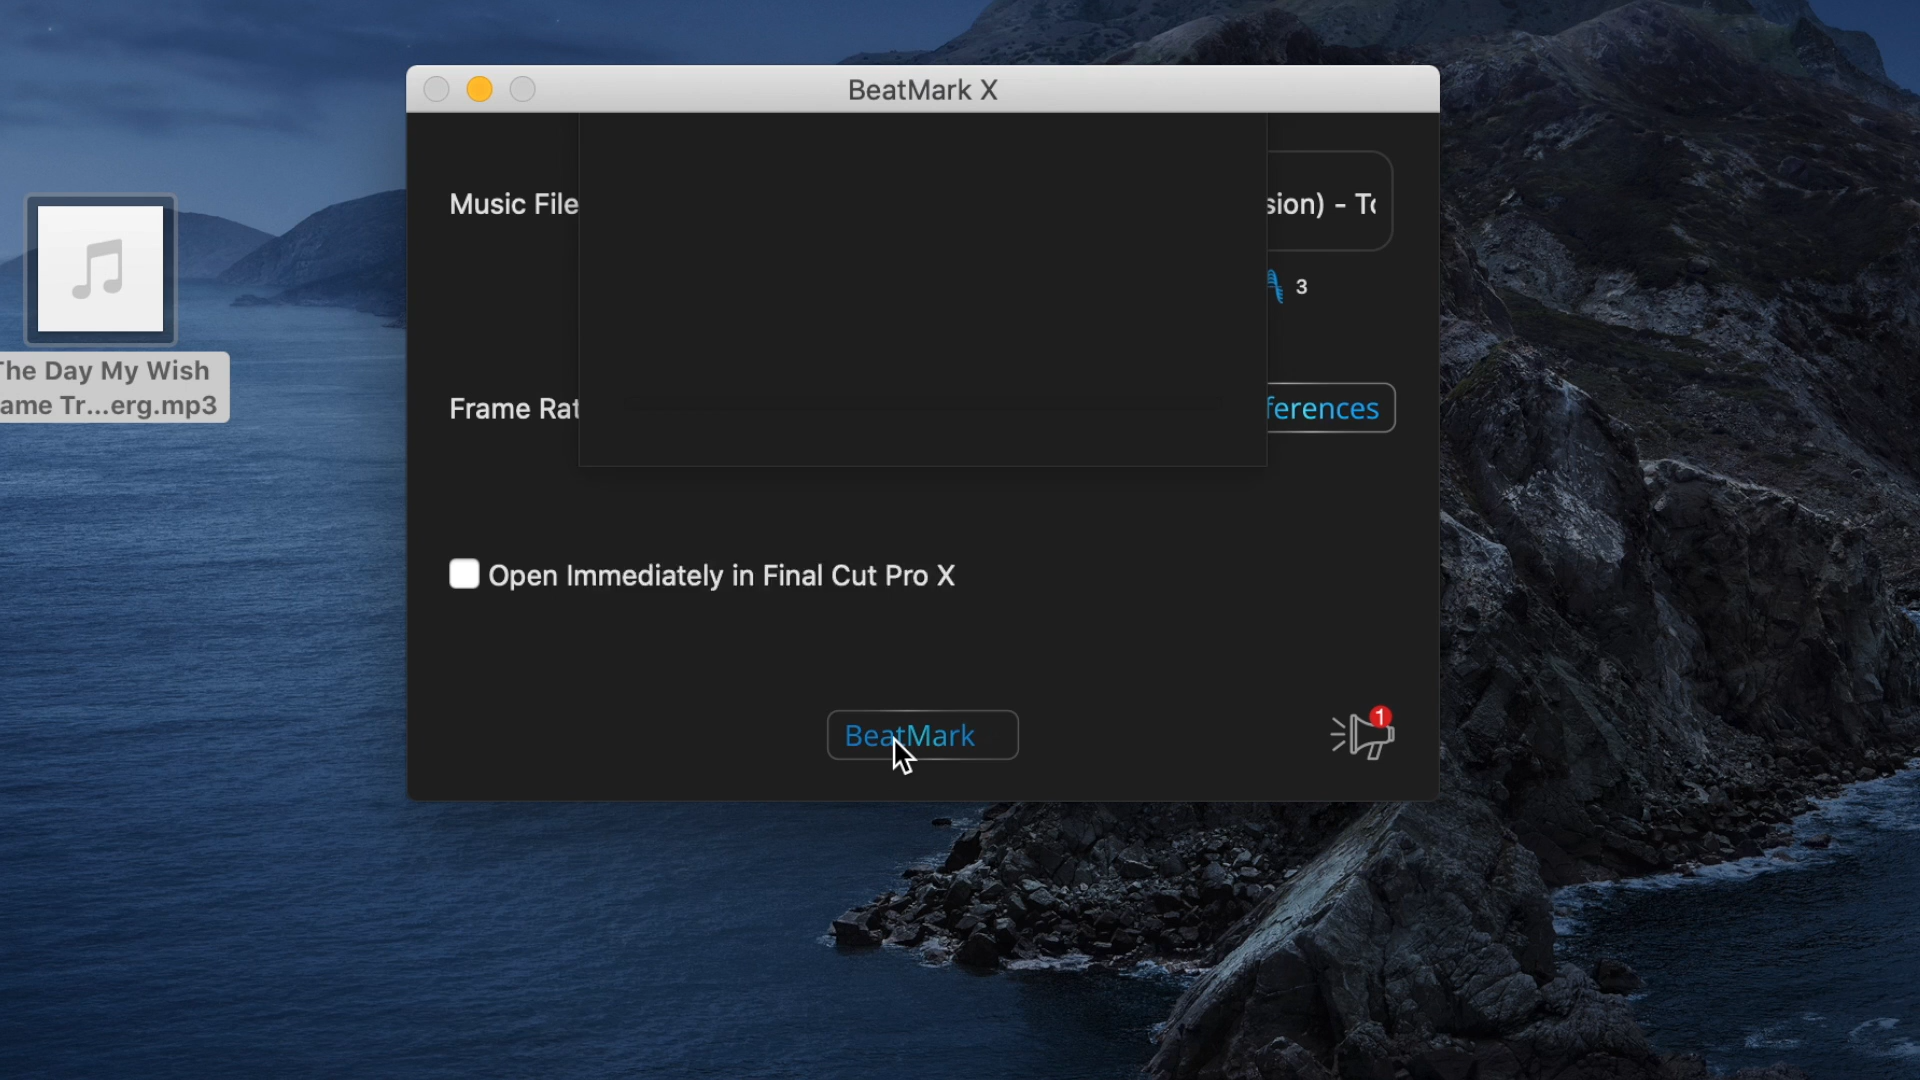 BeatMark X
Music File
sion) - To
3
The Day My Wish
ame Tr...erg.mp3
Frame Rat
ferences
Open Immediately in Final Cut Pro X
BeatMark
1